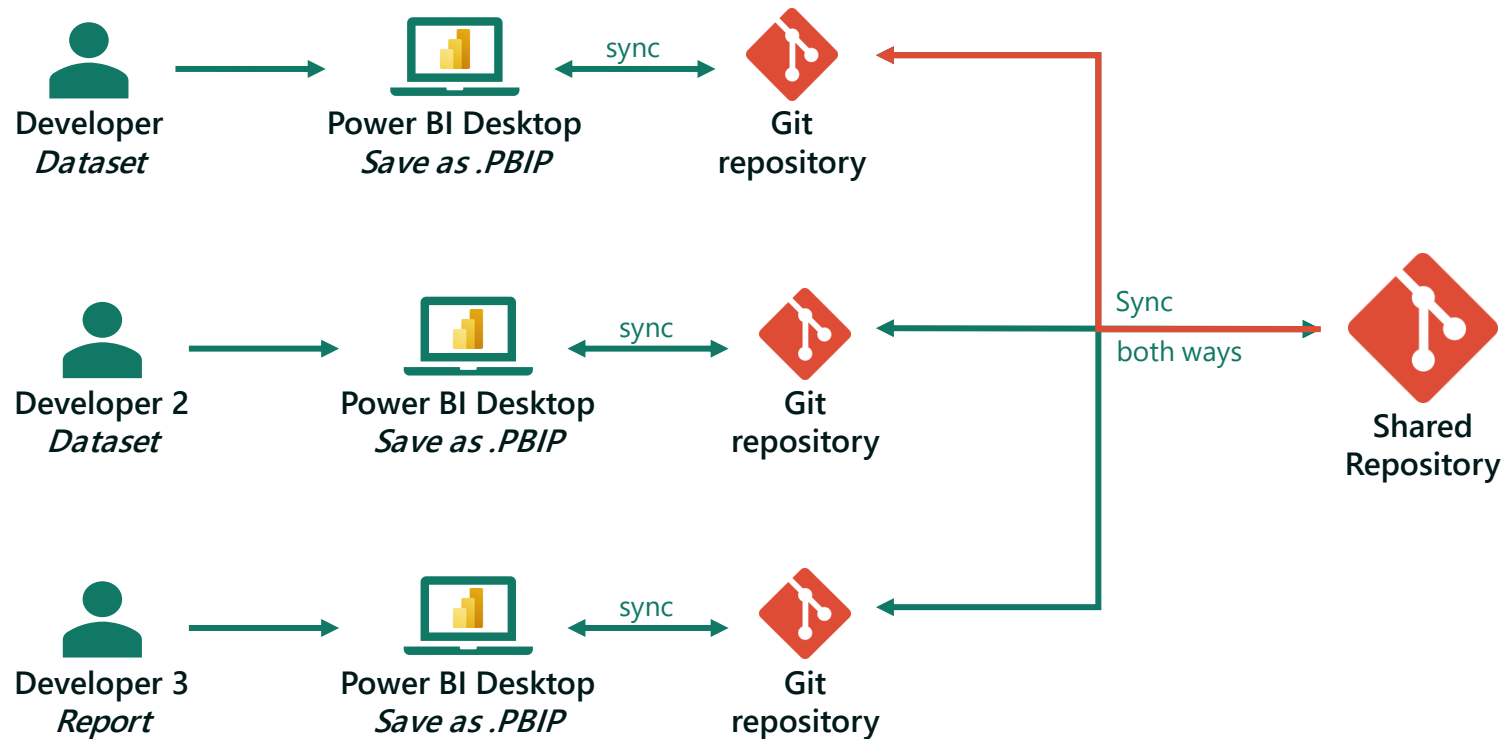 sync
Developer
Dataset
Power BI Desktop
Save as .PBIP
Git
repository
Sync
both ways
sync
Developer 2
Dataset
Power BI Desktop
Save as .PBIP
Git
repository
Shared
Repository
sync
Developer 3
Report
Power BI Desktop
Save as .PBIP
Git
repository